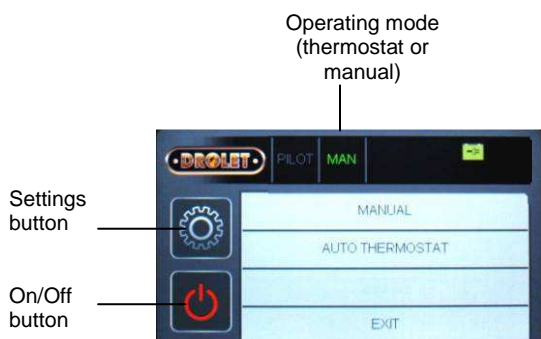 Operating mode
(thermostat or
manual)
DROLET PILOT MAN
Settings
button
MANUAL
AUTO THERMOSTAT
On/Off
button
EXIT